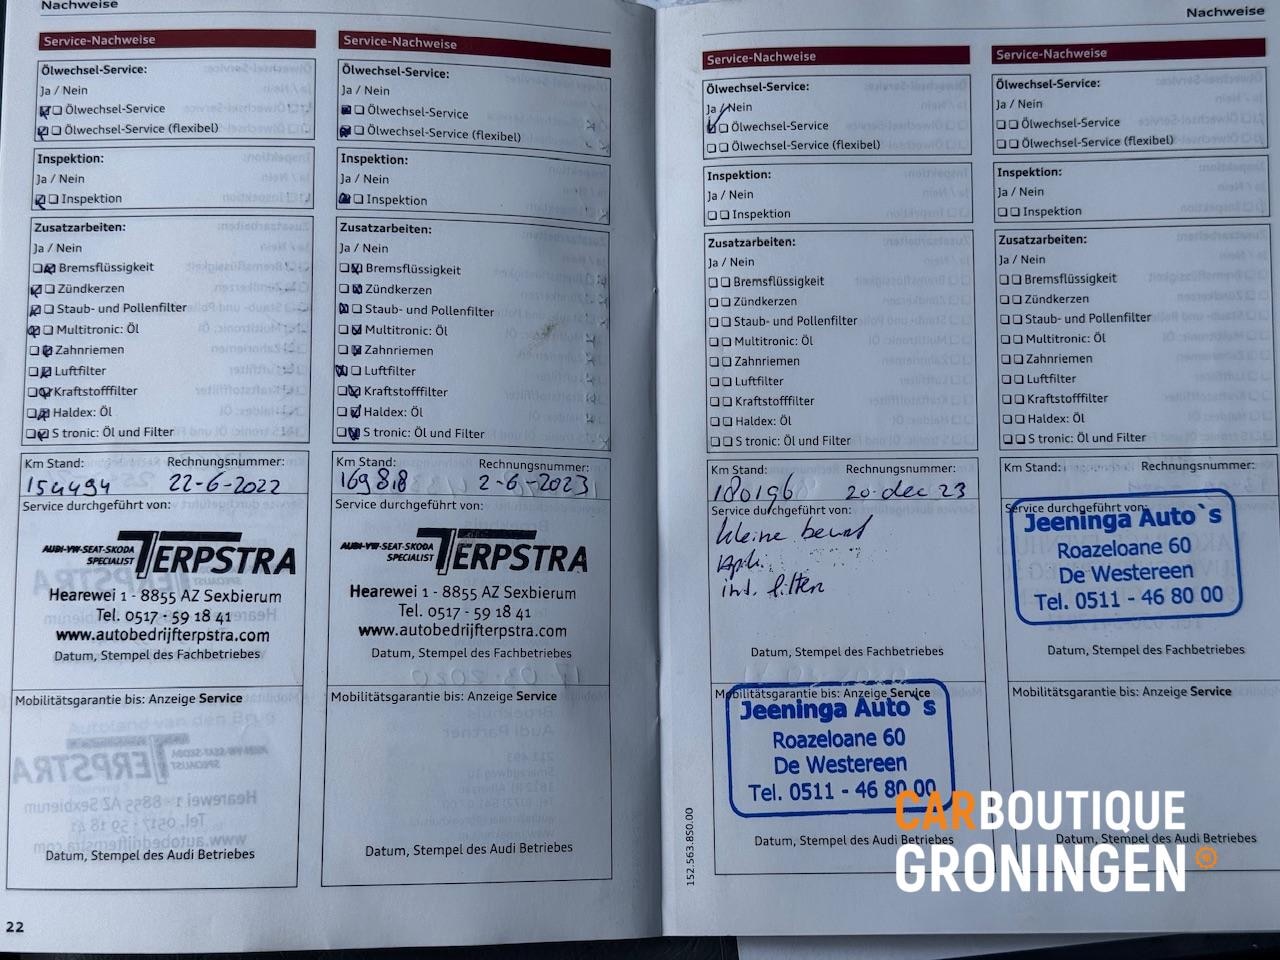 Nachweise
Service-Nachweise
Ölwechsel-Service:
Ja / Nein
Ölwechsel-Service
Ölwechsel-Service (flexibel)
Inspektion:
Ja / Nein
Inspektion
Zusatzarbeiten:
Ja / Nein
Bremsflüssigkeit
Zündkerzen
Staub- und Pollenfilter
Multitronic: Öl
Zahnriemen
Luftfilter
Kraftstofffilter
Haldex: Öl
S tronic: Öl und Filter
Km Stand: Rechnungsnummer:
154494 22-6-2022
Service durchgeführt von:
AUDI-VW-SEAT-SKODA
SPECIALIST TERPSTRA
Hearewei 1 - 8855 AZ Sexbierum
Tel. 0517 - 59 18 41
www.autobedrijfterpstra.com
Datum, Stempel des Fachbetriebes
Mobilitätsgarantie bis: Anzeige Service
Datum, Stempel des Audi Betriebes
22
Service-Nachweise
Ölwechsel-Service:
Ja / Nein
Ölwechsel-Service
Ölwechsel-Service (flexibel)
Inspektion:
Ja / Nein
Inspektion
Zusatzarbeiten:
Ja / Nein
Bremsflüssigkeit
Zündkerzen
Staub- und Pollenfilter
Multitronic: Öl
Zahnriemen
Luftfilter
Kraftstofffilter
Haldex: Öl
S tronic: Öl und Filter
Km Stand: Rechnungsnummer:
169818 2-6-2023
Service durchgeführt von:
AUDI-VW-SEAT-SKODA
SPECIALIST TERPSTRA
Hearewei 1 - 8855 AZ Sexbierum
Tel. 0517 - 59 18 41
www.autobedrijfterpstra.com
Datum, Stempel des Fachbetriebes
Mobilitätsgarantie bis: Anzeige Service
Datum, Stempel des Audi Betriebes
Nachweise
Service-Nachweise
Ölwechsel-Service:
Ja / Nein
Ölwechsel-Service
Ölwechsel-Service (flexibel)
Inspektion:
Ja / Nein
Inspektion
Zusatzarbeiten:
Ja / Nein
Bremsflüssigkeit
Zündkerzen
Staub- und Pollenfilter
Multitronic: Öl
Zahnriemen
Luftfilter
Kraftstofffilter
Haldex: Öl
S tronic: Öl und Filter
Km Stand: Rechnungsnummer:
180196 20-dec 23
Service durchgeführt von:
kleine beurt
int. filter
Datum, Stempel des Fachbetriebes
Mobilitätsgarantie bis: Anzeige Service
Jeeninga Auto`s
Roazeloane 60
De Westereen
Tel. 0511 - 46 80 00
Datum, Stempel des Audi Betriebes
152.563.850.00
Service-Nachweise
Ölwechsel-Service:
Ja / Nein
Ölwechsel-Service
Ölwechsel-Service (flexibel)
Inspektion:
Ja / Nein
Inspektion
Zusatzarbeiten:
Ja / Nein
Bremsflüssigkeit
Zündkerzen
Staub- und Pollenfilter
Multitronic: Öl
Zahnriemen
Luftfilter
Kraftstofffilter
Haldex: Öl
S tronic: Öl und Filter
Km Stand: Rechnungsnummer:
Service durchgeführt von:
Jeeninga Auto`s
Roazeloane 60
De Westereen
Tel. 0511 - 46 80 00
Datum, Stempel des Fachbetriebes
Mobilitätsgarantie bis: Anzeige Service
Datum, Stempel des Audi Betriebes
CARBOUTIQUE
GRONINGEN